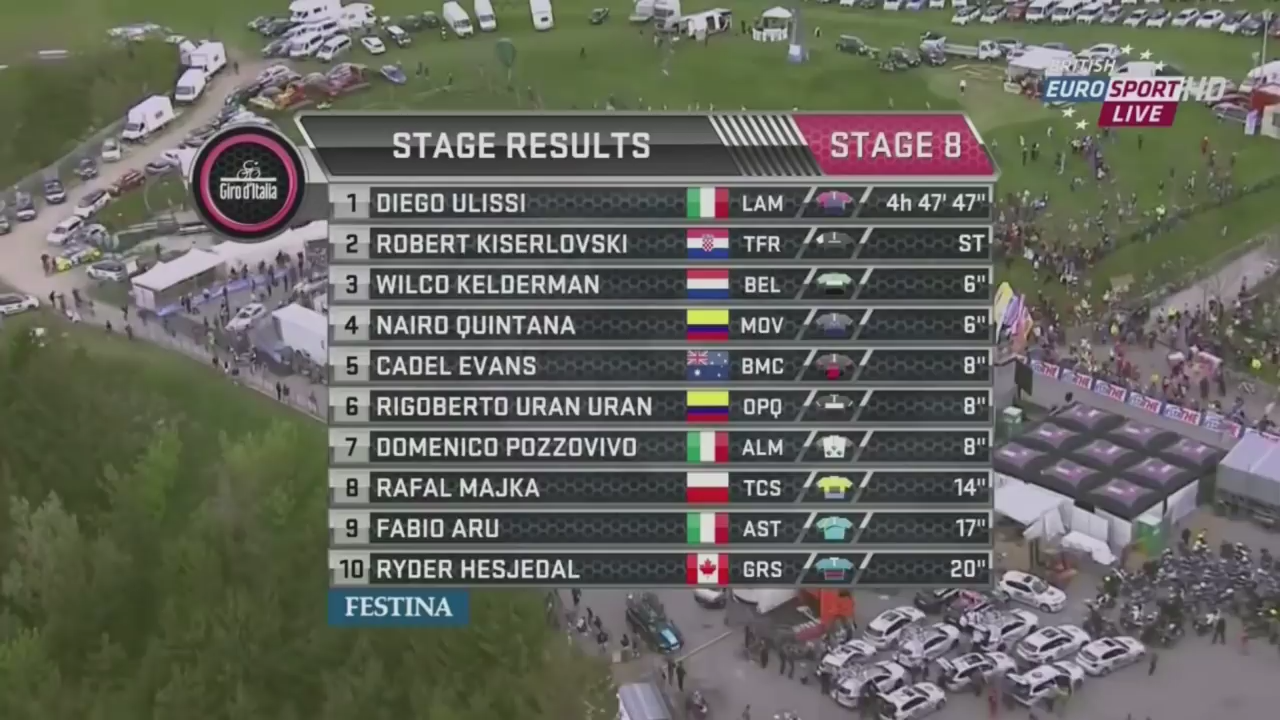 BRITISH
EUROSPORT HD
LIVE
STAGE RESULTS STAGE 8
Giro d'Italia
1 DIEGO ULISSI LAM 4h 47' 47"
2 ROBERT KISERLOVSKI TFR ST
3 WILCO KELDERMAN BEL 6"
4 NAIRO QUINTANA MOV 6"
5 CADEL EVANS BMC 8"
6 RIGOBERTO URAN URAN OPQ 8"
7 DOMENICO POZZOVIVO ALM 8"
8 RAFAL MAJKA TCS 14"
9 FABIO ARU AST 17"
10 RYDER HESJEDAL GRS 20"
FESTINA